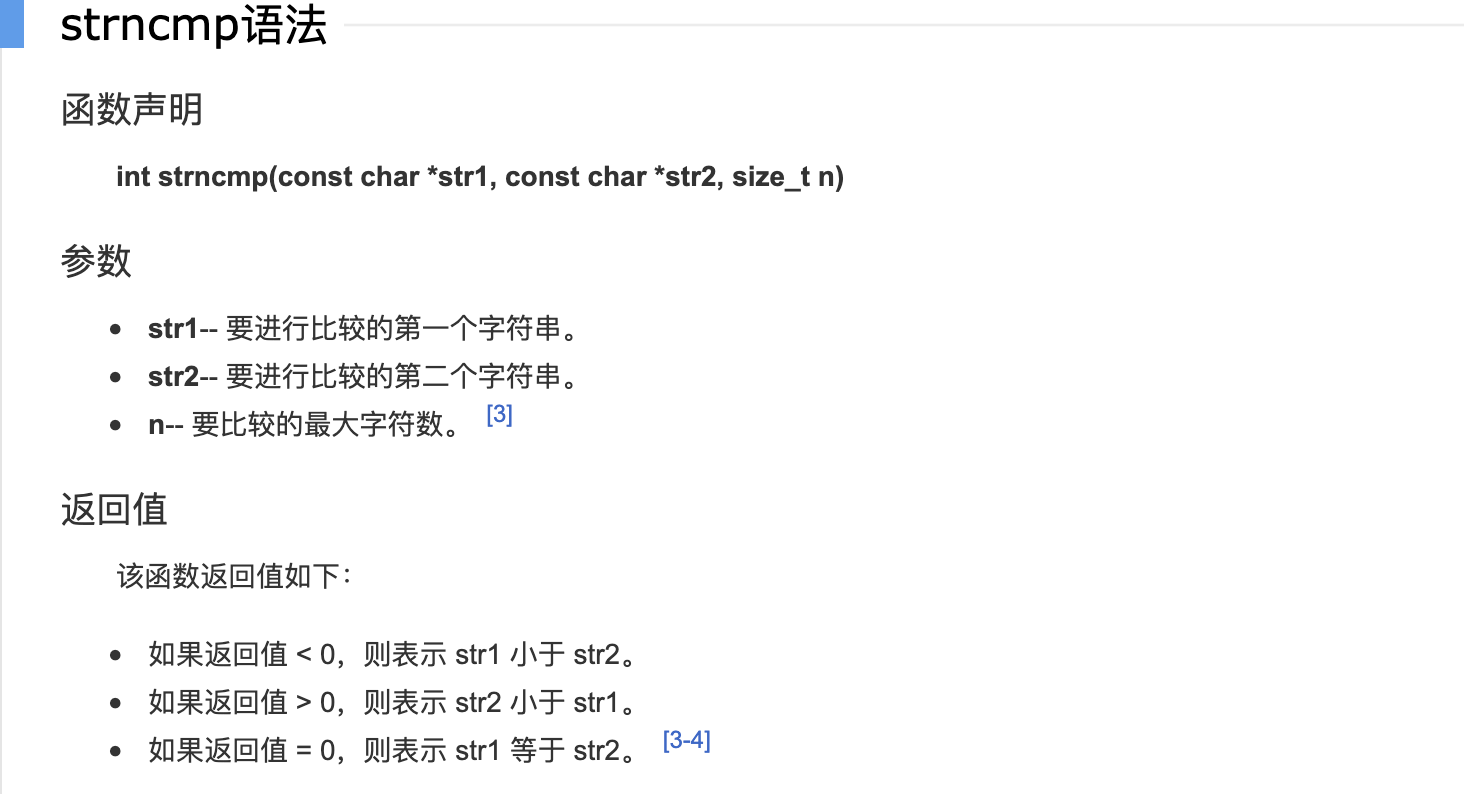 strncmp语法
函数声明
int strncmp(const char *str1, const char *str2, size_t n)
参数
• str1-- 要进行比较的第一个字符串。
• str2-- 要进行比较的第二个字符串。
• n-- 要比较的最大字符数。 [3]
返回值
该函数返回值如下：
• 如果返回值 < 0，则表示 str1 小于 str2。
• 如果返回值 > 0，则表示 str2 小于 str1。
• 如果返回值 = 0，则表示 str1 等于 str2。 [3-4]